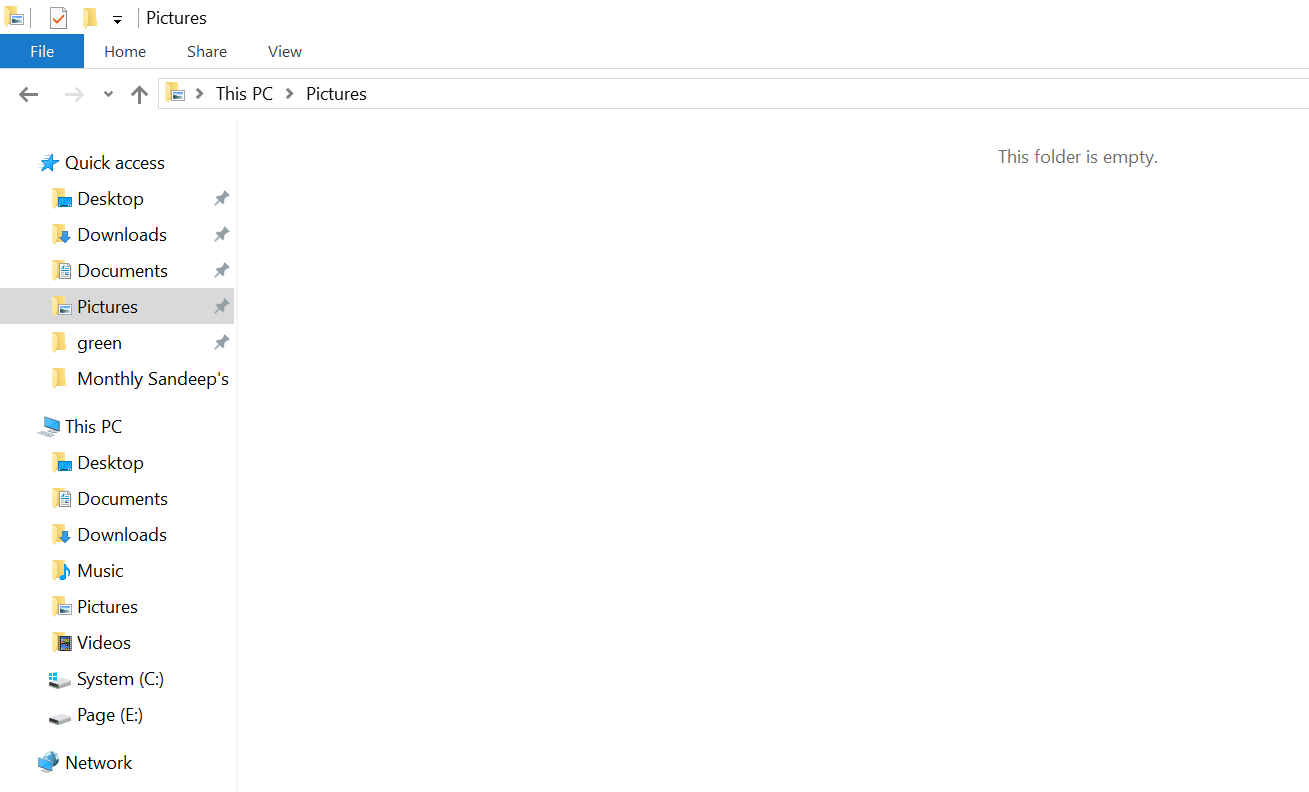 Pictures
File Home Share View
This PC Pictures
This folder is empty.
Quick access
Desktop
Downloads
Documents
Pictures
green
Monthly Sandeep's
This PC
Desktop
Documents
Downloads
Music
Pictures
Videos
System (C:)
Page (E:)
Network